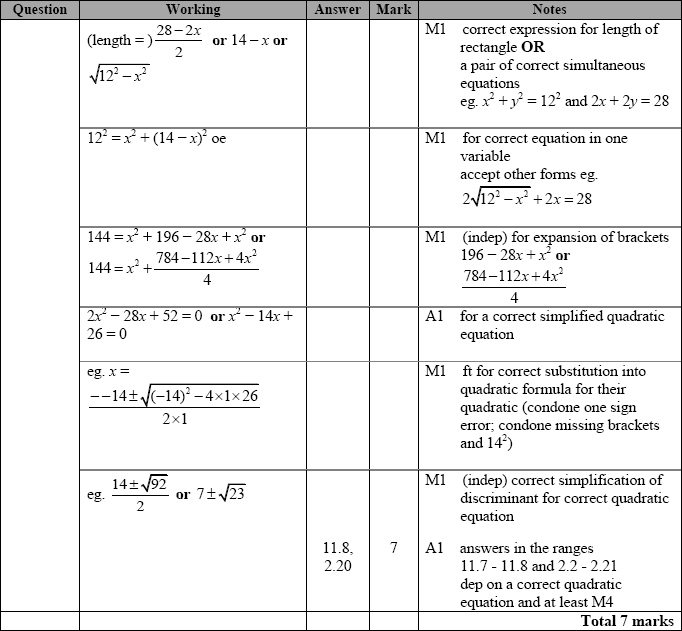 Question Working Answer Mark Notes
(length = ) (28 − 2x)/2 or 14 – x or
√(12² − x²)
M1 correct expression for length of
rectangle OR
a pair of correct simultaneous
equations
eg. x² + y² = 12² and 2x + 2y = 28
12² = x² + (14 – x)² oe
M1 for correct equation in one
variable
accept other forms eg.
2√(12² − x²) + 2x = 28
144 = x² + 196 – 28x + x² or
144 = x² + (784 − 112x + 4x²)/4
M1 (indep) for expansion of brackets
196 – 28x + x² or
(784 − 112x + 4x²)/4
2x² – 28x + 52 = 0 or x² – 14x +
26 = 0
A1 for a correct simplified quadratic
equation
eg. x =
(− −14 ± √((−14)² − 4×1×26))/(2×1)
M1 ft for correct substitution into
quadratic formula for their
quadratic (condone one sign
error; condone missing brackets
and 14²)
eg. (14 ± √92)/2 or 7 ± √23
M1 (indep) correct simplification of
discriminant for correct quadratic
equation
11.8,
2.20
7
A1 answers in the ranges
11.7 - 11.8 and 2.2 - 2.21
dep on a correct quadratic
equation and at least M4
Total 7 marks